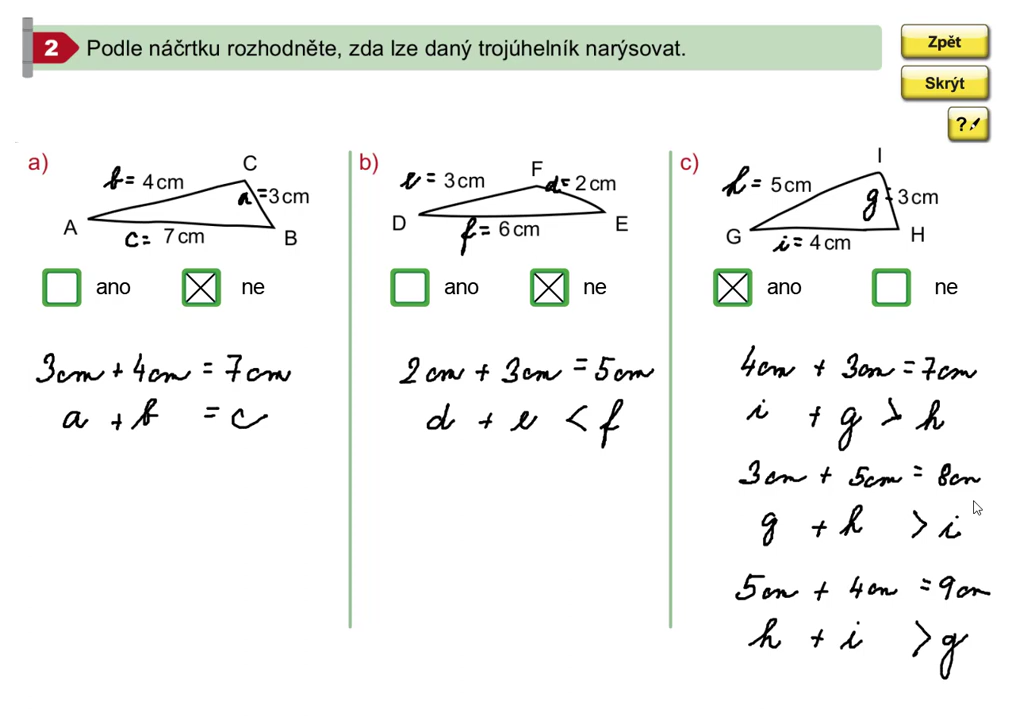 2 Podle náčrtku rozhodněte, zda lze daný trojúhelník narýsovat.
Zpět
Skrýt
?
a)
C
b = 4 cm
a = 3 cm
A
c = 7 cm
B
ano ne
3cm + 4cm = 7cm
a + b = c
b)
F
e = 3 cm
d = 2 cm
D
f = 6 cm
E
ano ne
2cm + 3cm = 5cm
d + e < f
c)
I
h = 5 cm
g = 3 cm
G
i = 4 cm
H
ano ne
4cm + 3cm = 7cm
i + g > h
3cm + 5cm = 8cm
g + h > i
5cm + 4cm = 9cm
h + i > g